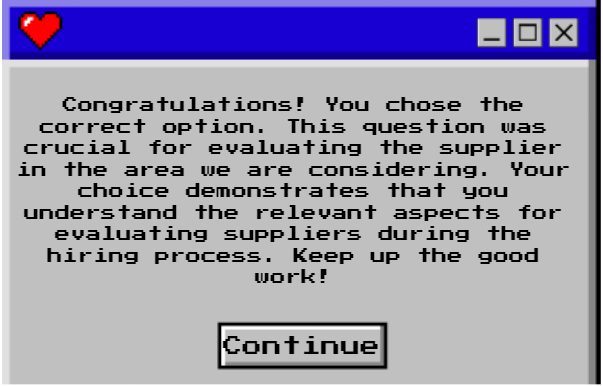 Congratulations! You chose the
correct option. This question was
crucial for evaluating the supplier
in the area we are considering. Your
choice demonstrates that you
understand the relevant aspects for
evaluating suppliers during the
hiring process. Keep up the good
work!
Continue